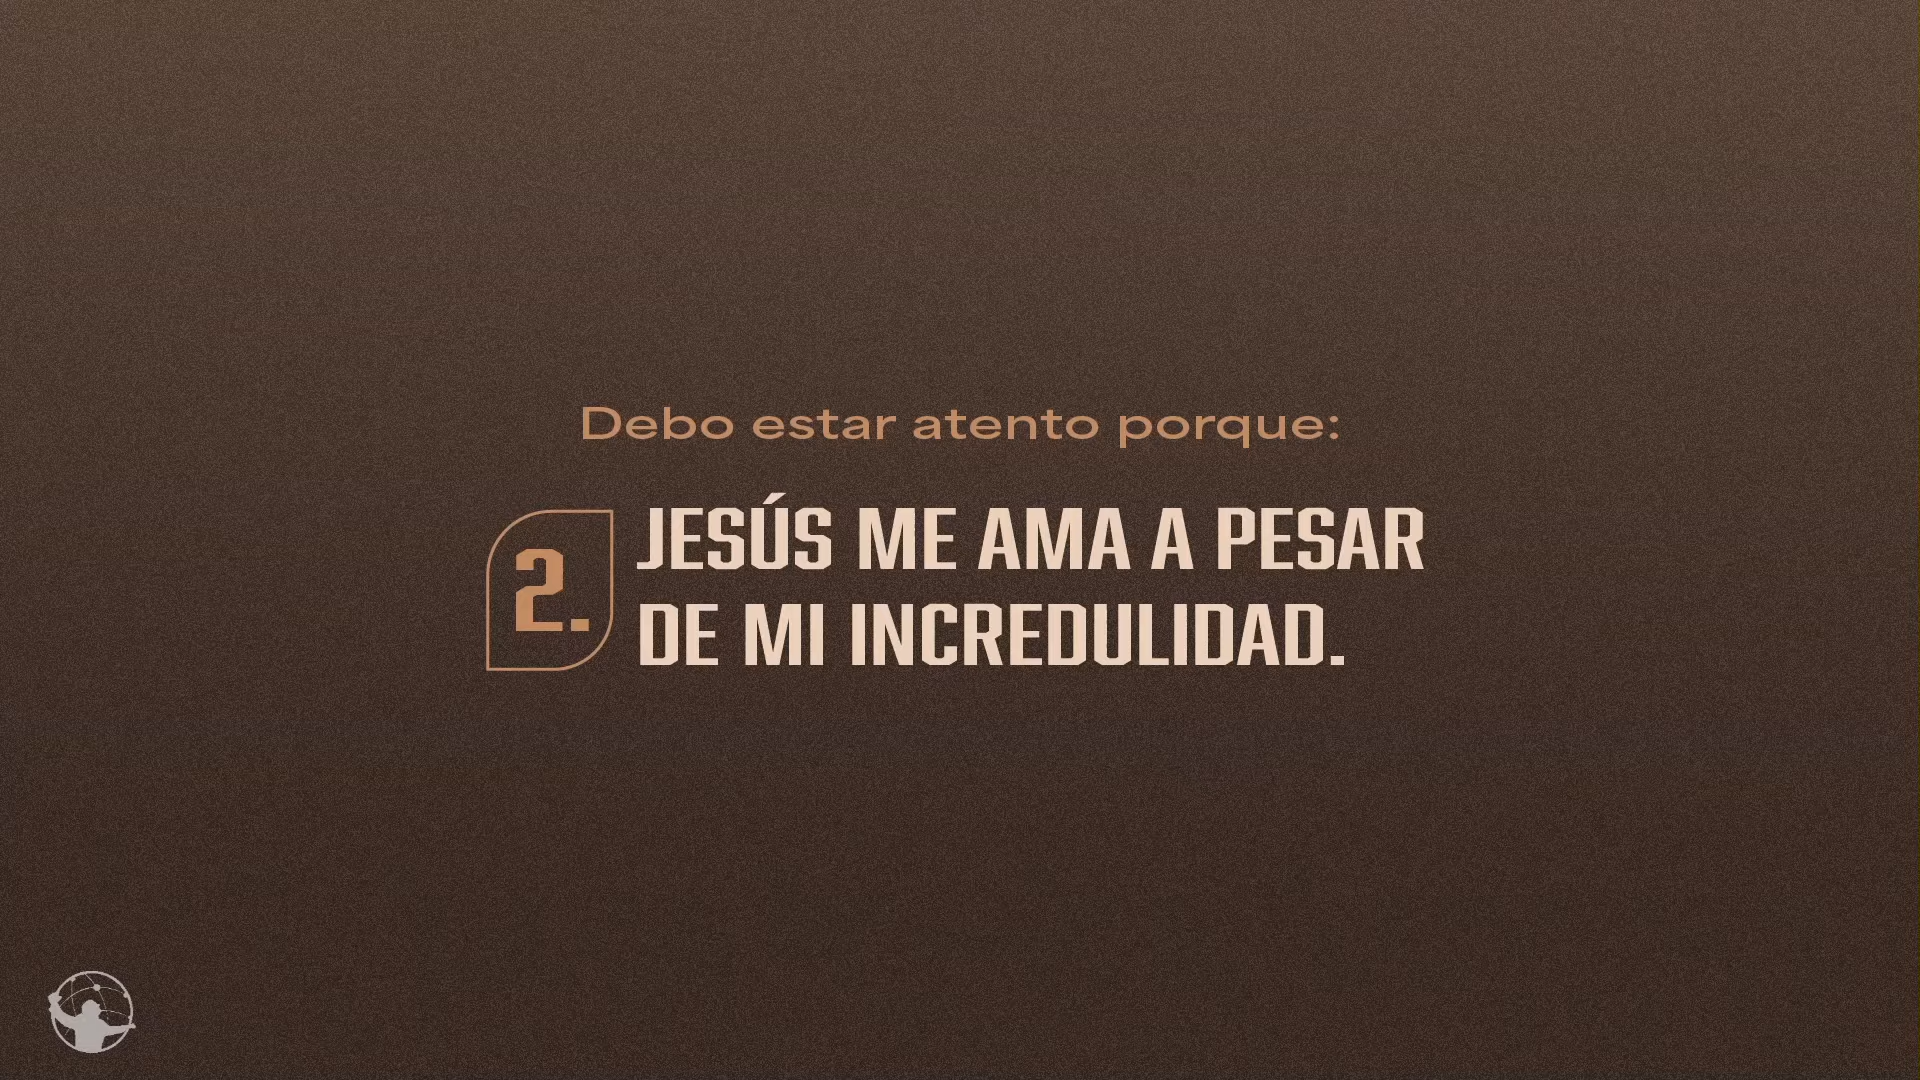 Debo estar atento porque:
2. JESÚS ME AMA A PESAR
DE MI INCREDULIDAD.